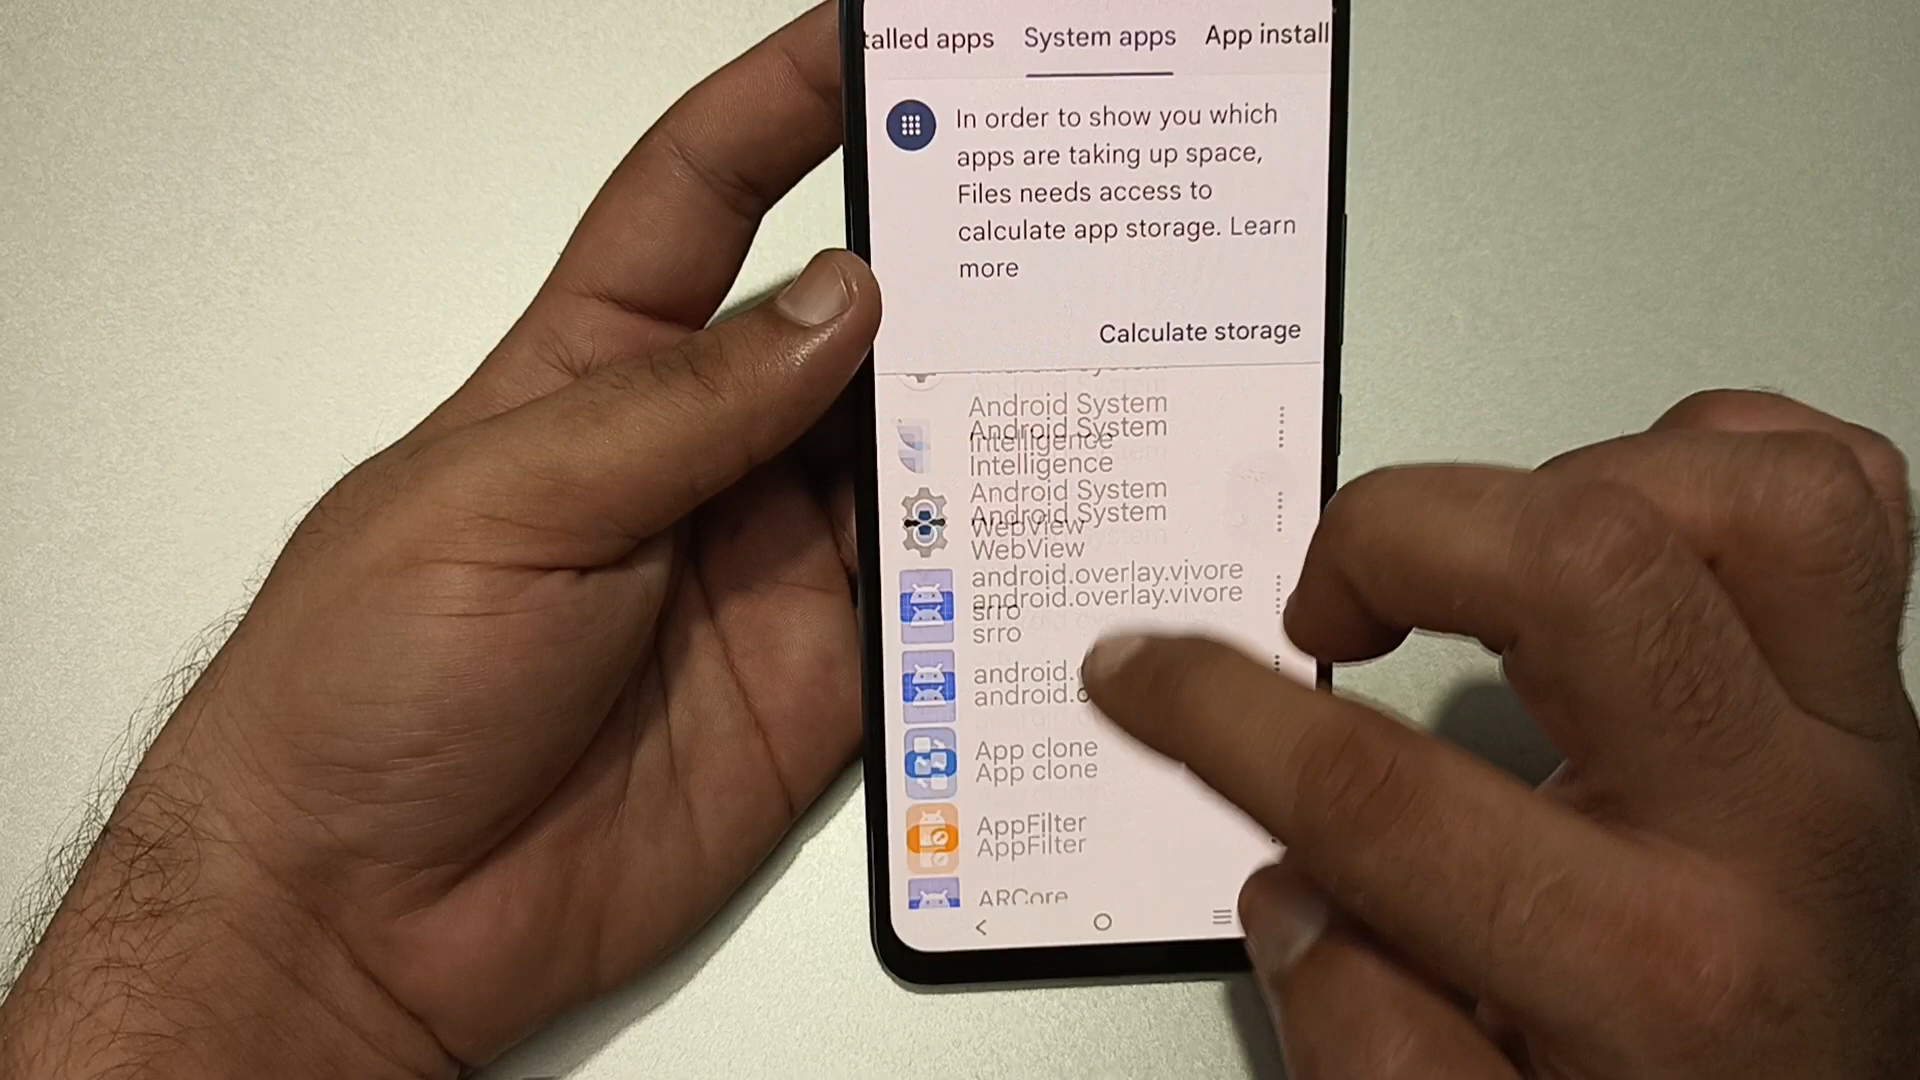 talled apps System apps App install
In order to show you which
apps are taking up space,
Files needs access to
calculate app storage. Learn
more
Calculate storage
Android System
Intelligence
Android System
WebView
android.overlay.vivore
srro
android.
App clone
AppFilter
ARCore